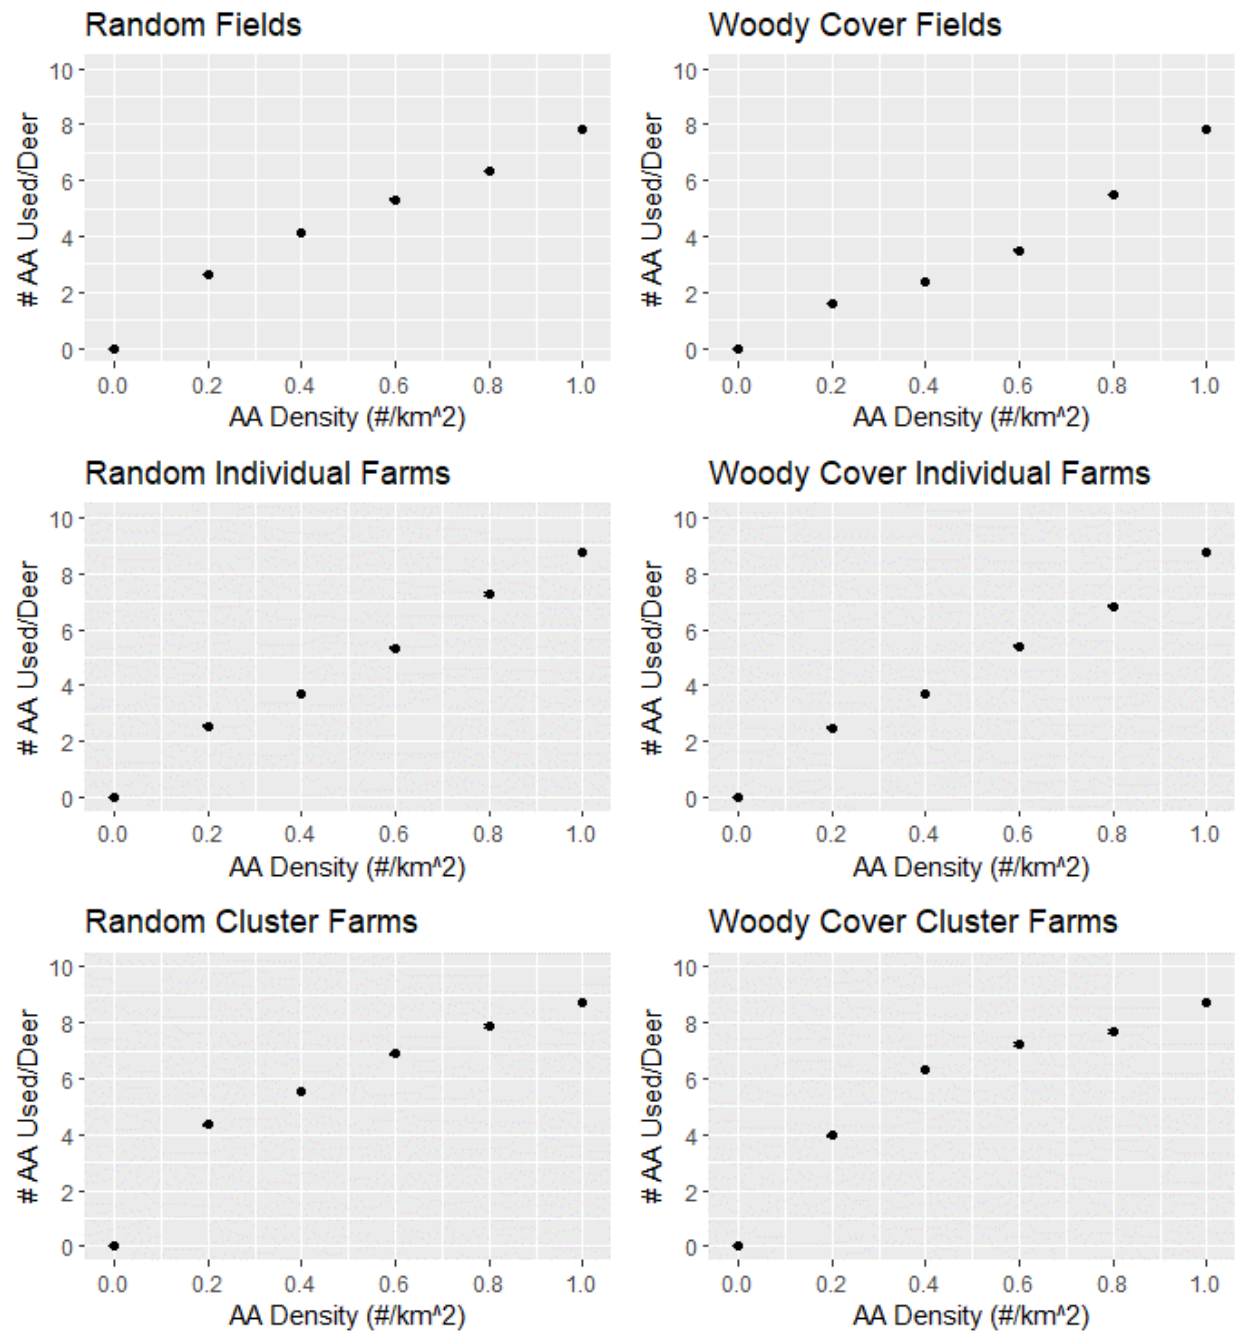 Random Fields
10
8
6
4
2
0
# AA Used/Deer
0.0 0.2 0.4 0.6 0.8 1.0
AA Density (#/km^2)
Woody Cover Fields
10
8
6
4
2
0
# AA Used/Deer
0.0 0.2 0.4 0.6 0.8 1.0
AA Density (#/km^2)
Random Individual Farms
10
8
6
4
2
0
# AA Used/Deer
0.0 0.2 0.4 0.6 0.8 1.0
AA Density (#/km^2)
Woody Cover Individual Farms
10
8
6
4
2
0
# AA Used/Deer
0.0 0.2 0.4 0.6 0.8 1.0
AA Density (#/km^2)
Random Cluster Farms
10
8
6
4
2
0
# AA Used/Deer
0.0 0.2 0.4 0.6 0.8 1.0
AA Density (#/km^2)
Woody Cover Cluster Farms
10
8
6
4
2
0
# AA Used/Deer
0.0 0.2 0.4 0.6 0.8 1.0
AA Density (#/km^2)